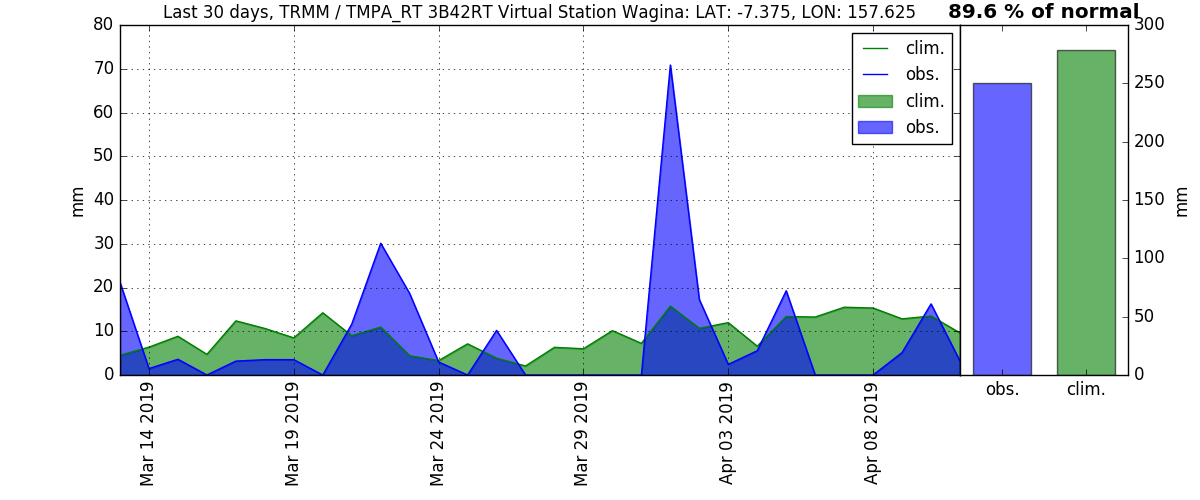 Last 30 days, TRMM / TMPA_RT 3B42RT Virtual Station Wagina: LAT: -7.375, LON: 157.625
89.6 % of normal
80
70
60
50
40
30
20
10
0
mm
clim.
obs.
clim.
obs.
Mar 14 2019
Mar 19 2019
Mar 24 2019
Mar 29 2019
Apr 03 2019
Apr 08 2019
300
250
200
150
100
50
0
mm
obs.
clim.